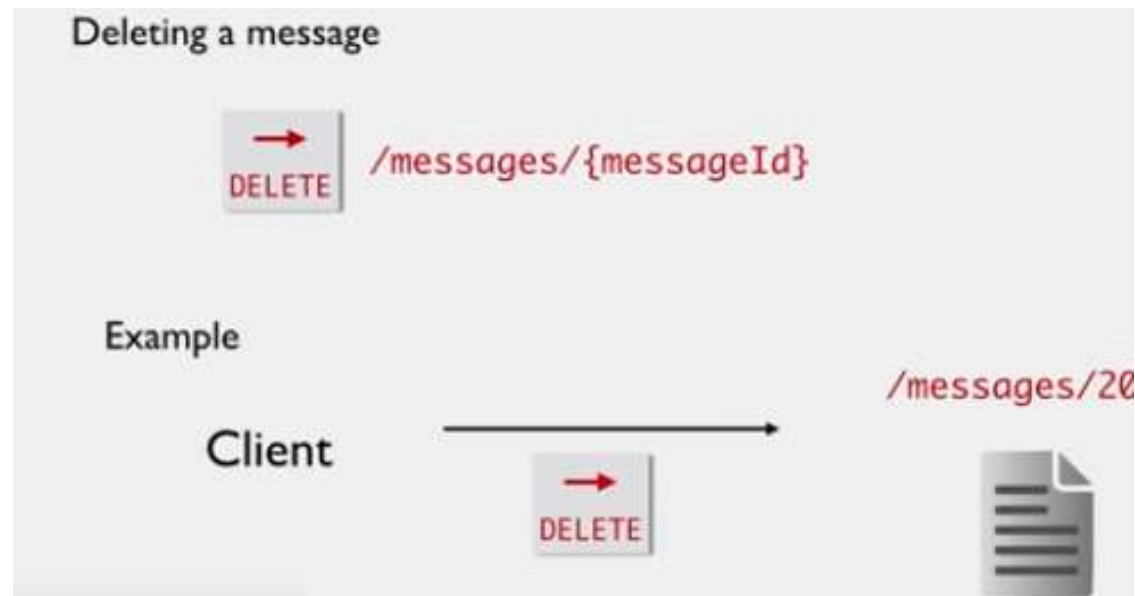 Deleting a message
DELETE /messages/{messageId}
Example
/messages/20
Client
DELETE